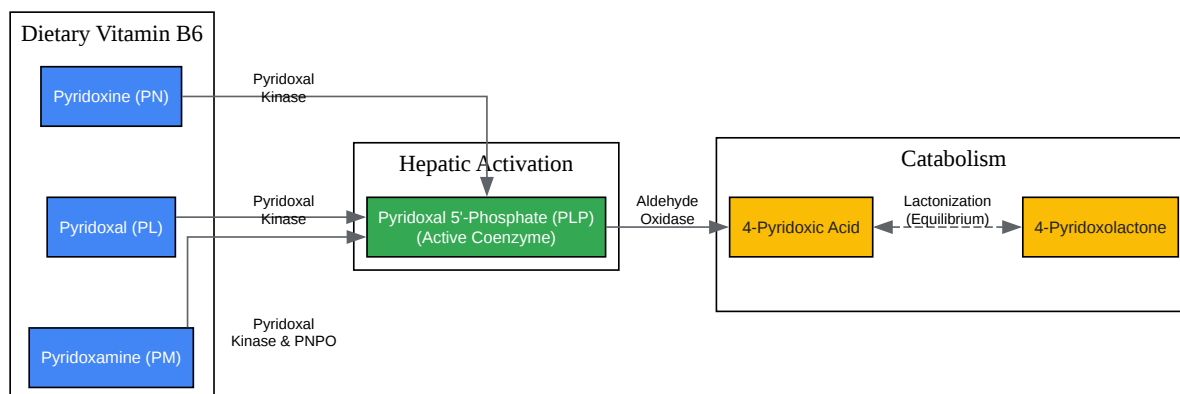 Dietary Vitamin B6
Pyridoxine (PN)
Pyridoxal
Kinase
Pyridoxal (PL)
Pyridoxal
Kinase
Pyridoxamine (PM)
Pyridoxal
Kinase & PNPO
Hepatic Activation
Pyridoxal 5'-Phosphate (PLP)
(Active Coenzyme)
Aldehyde
Oxidase
Catabolism
4-Pyridoxic Acid
Lactonization
(Equilibrium)
4-Pyridoxolactone